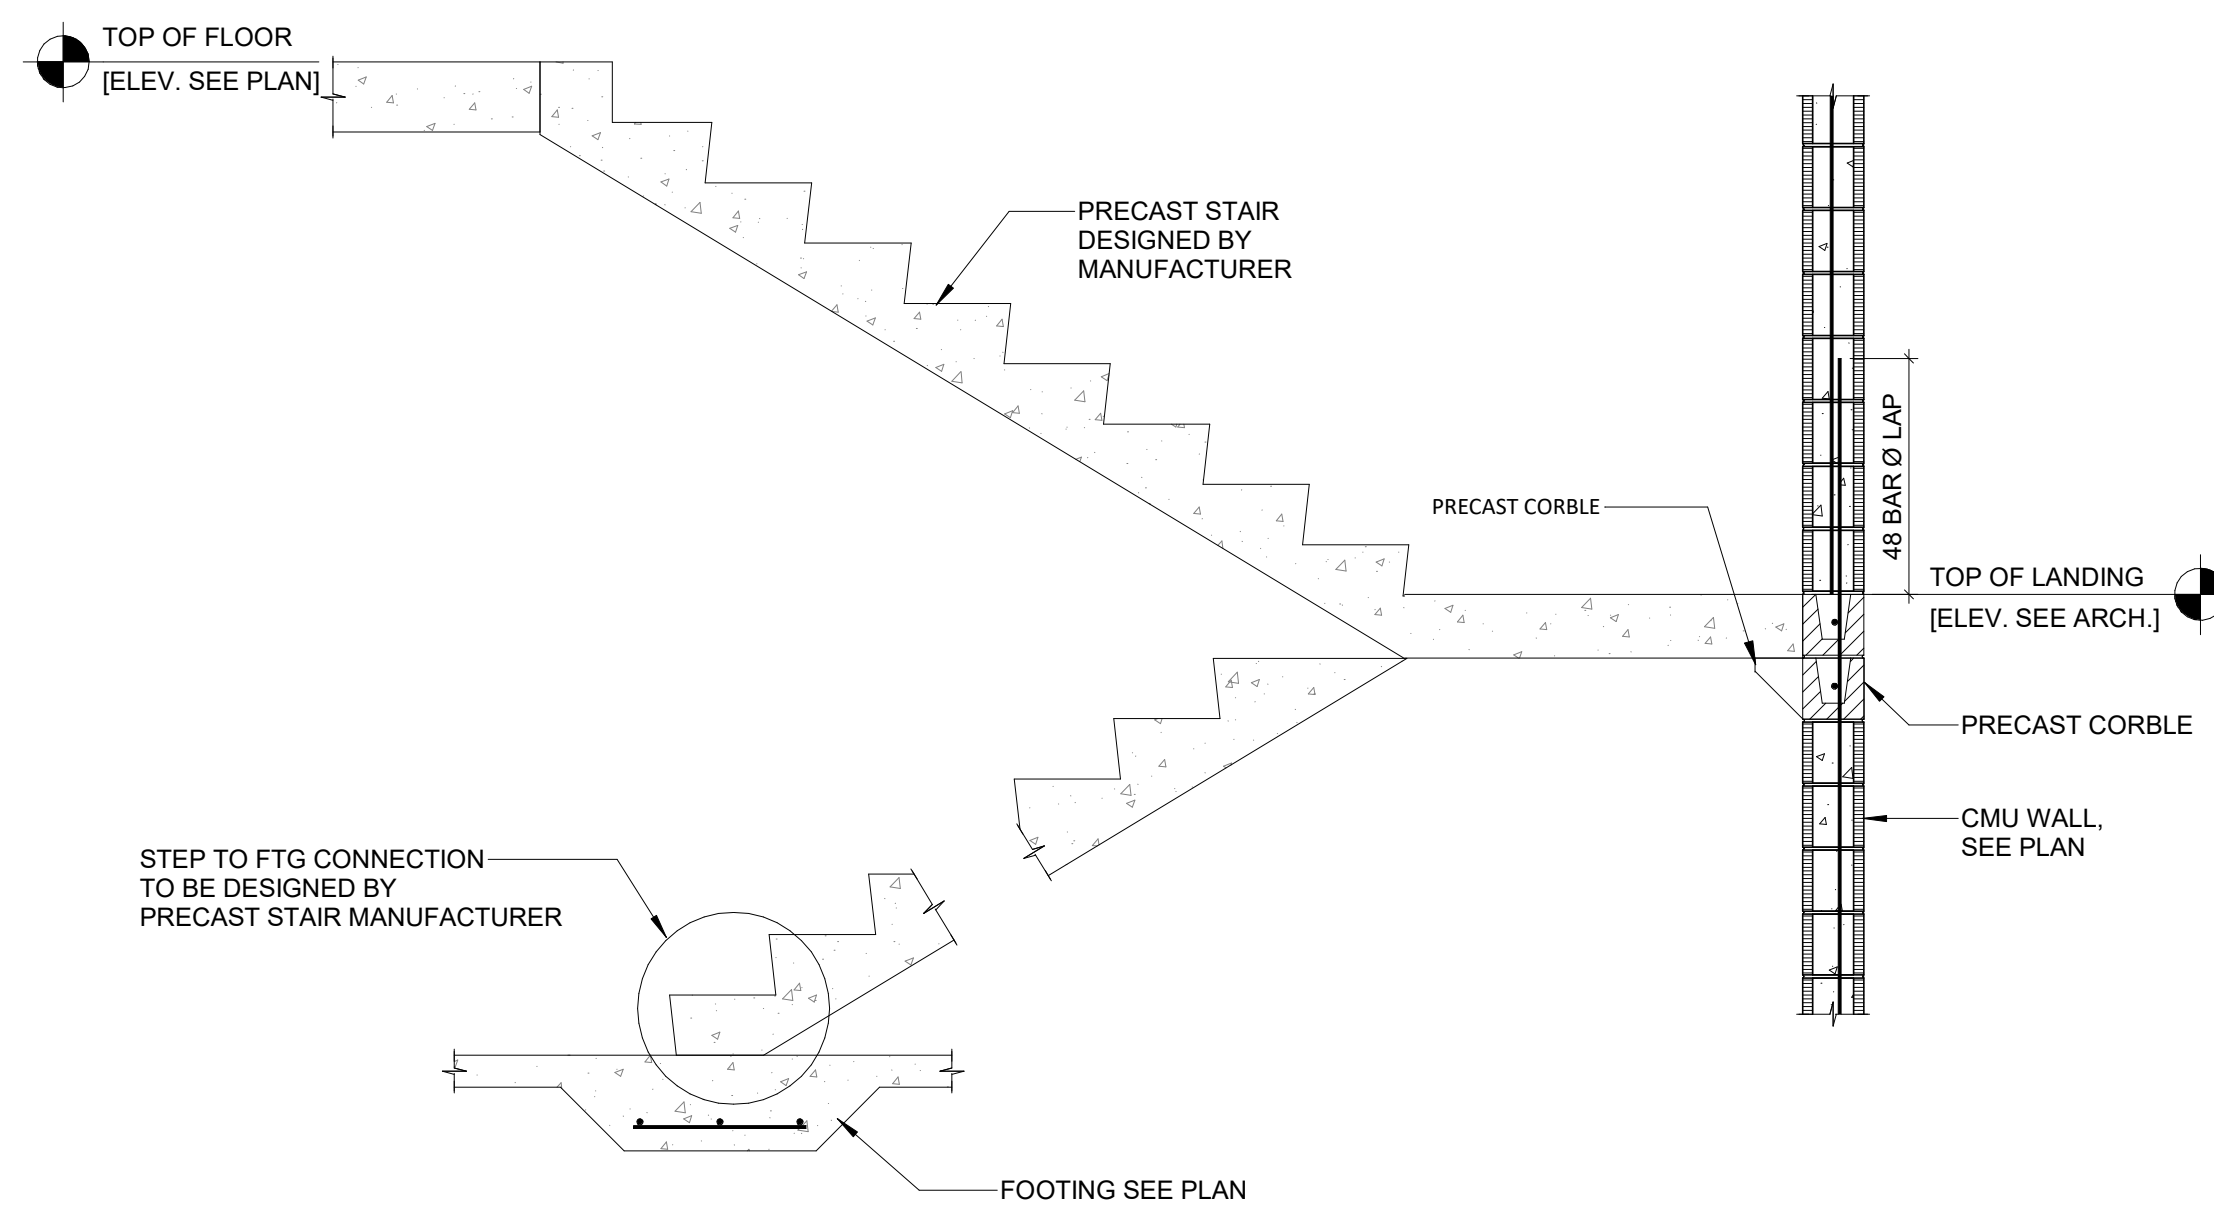 TOP OF FLOOR
[ELEV. SEE PLAN]
PRECAST STAIR
DESIGNED BY
MANUFACTURER
PRECAST CORBLE
48 BAR Ø LAP
TOP OF LANDING
[ELEV. SEE ARCH.]
PRECAST CORBLE
CMU WALL,
SEE PLAN
STEP TO FTG CONNECTION
TO BE DESIGNED BY
PRECAST STAIR MANUFACTURER
FOOTING SEE PLAN